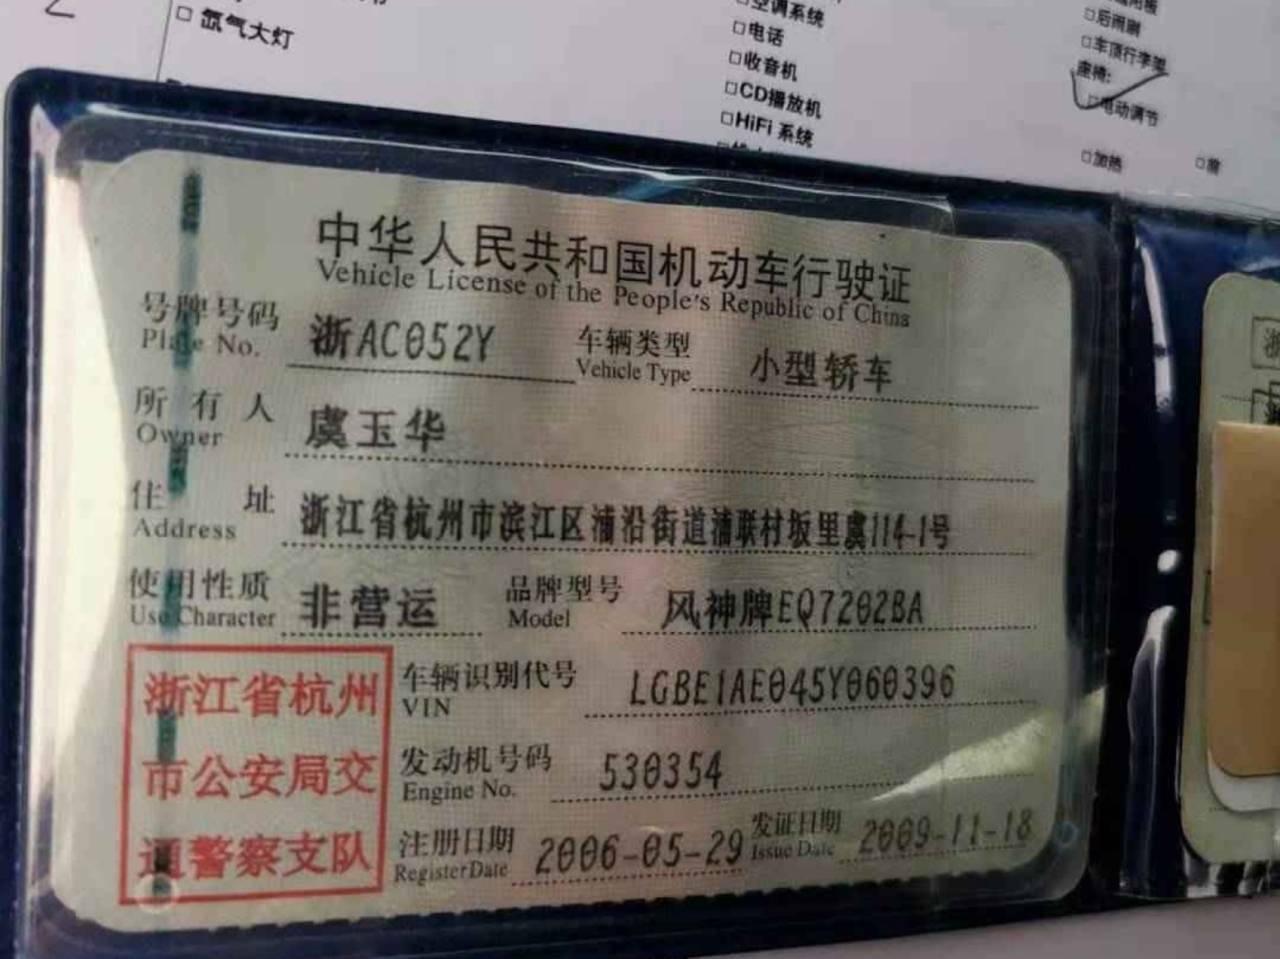 □ 氙气大灯
□空调系统
□电话
□收音机
□CD播放机
□HiFi 系统
□后雨刷
□车顶行李架
座椅:
□电动调节
□加热
中华人民共和国机动车行驶证
Vehicle License of the People's Republic of China
号牌号码 浙AC052Y 车辆类型 小型轿车
Plate No. Vehicle Type
所有人 虞玉华
Owner
住址 浙江省杭州市滨江区浦沿街道浦联村坂里虞114-1号
Address
使用性质 非营运 品牌型号 风神牌EQ7202BA
Use Character Model
浙江省杭州
市公安局交
通警察支队
车辆识别代号 LGBE1AE045Y060396
VIN
发动机号码 530354
Engine No.
注册日期 2006-05-29 发证日期 2009-11-18
Register Date Issue Date